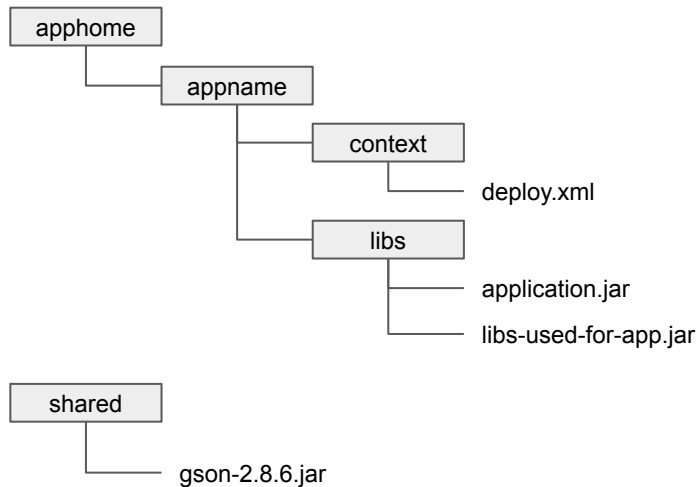 apphome
appname
context
deploy.xml
libs
application.jar
libs-used-for-app.jar
shared
gson-2.8.6.jar